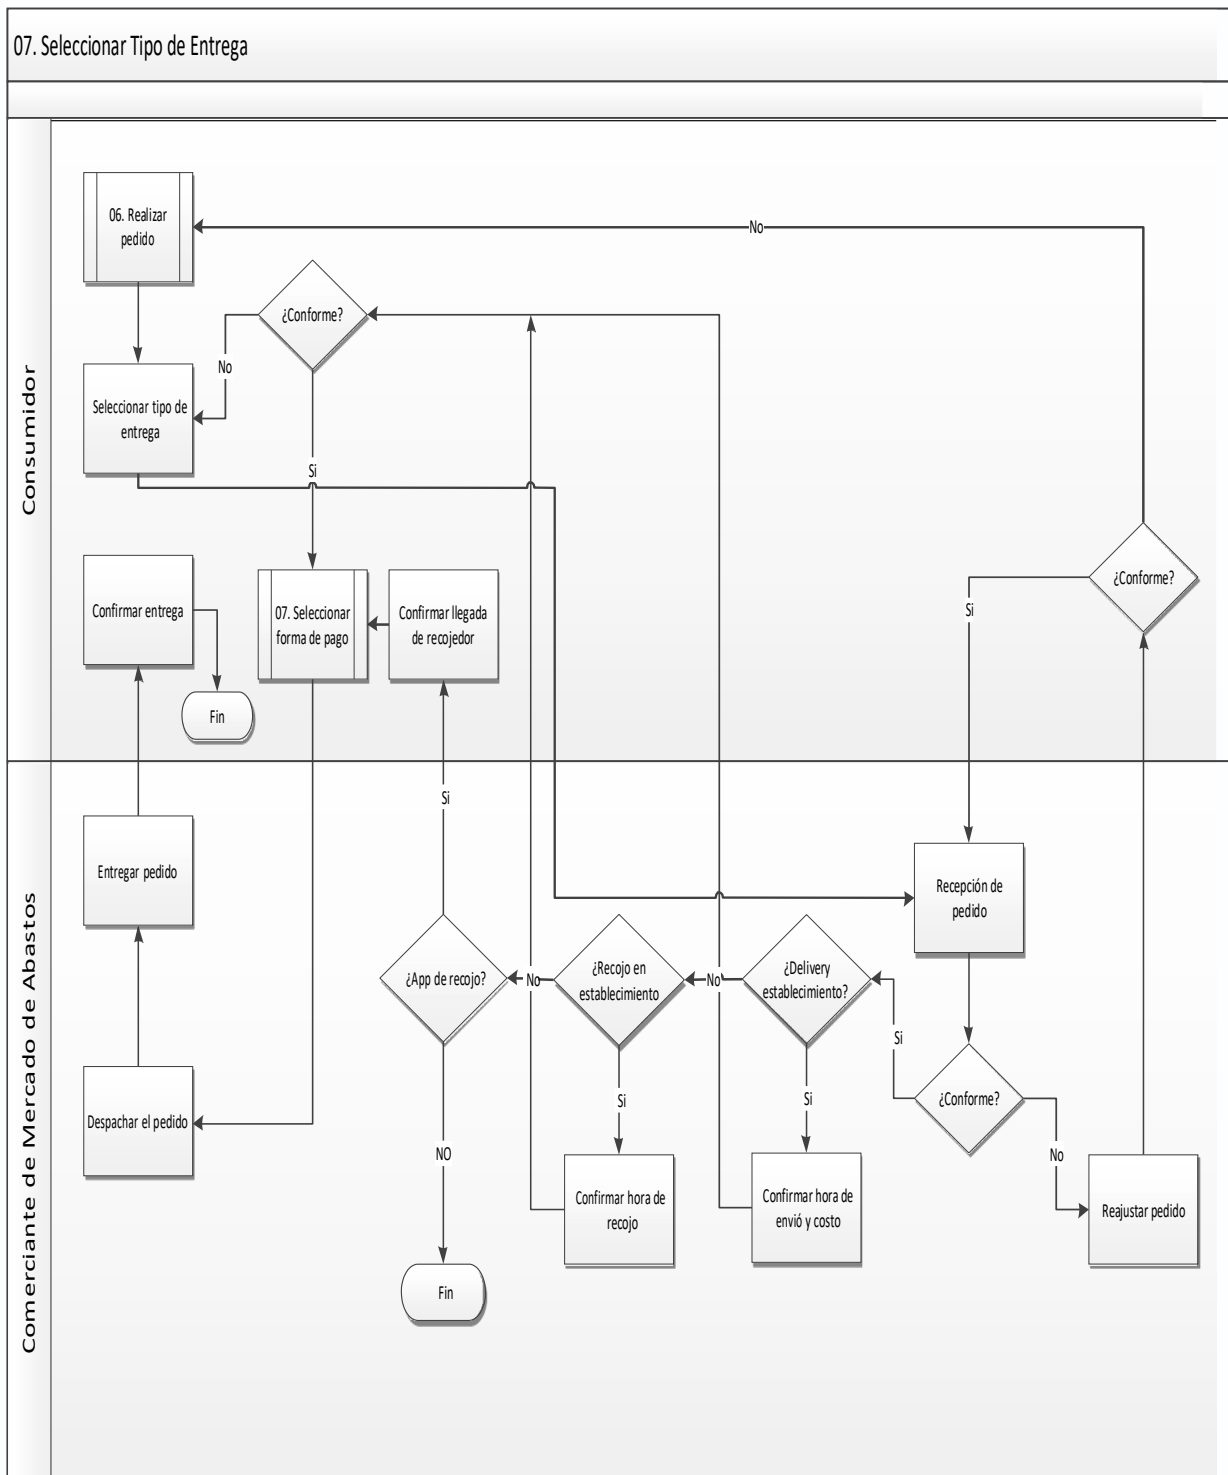 07. Seleccionar Tipo de Entrega
Consumidor
06. Realizar
pedido
No
¿Conforme?
No
Seleccionar tipo de
entrega
Si
¿Conforme?
Si
Confirmar entrega
07. Seleccionar
forma de pago
Confirmar llegada
de recojedor
Fin
Comerciante de Mercado de Abastos
Si
Entregar pedido
Recepción de
pedido
¿App de recojo?
No
¿Recojo en
establecimiento
No
¿Delivery
establecimiento?
Si
¿Conforme?
Si
Si
Despachar el pedido
NO
No
Confirmar hora de
recojo
Confirmar hora de
envió y costo
Reajustar pedido
Fin